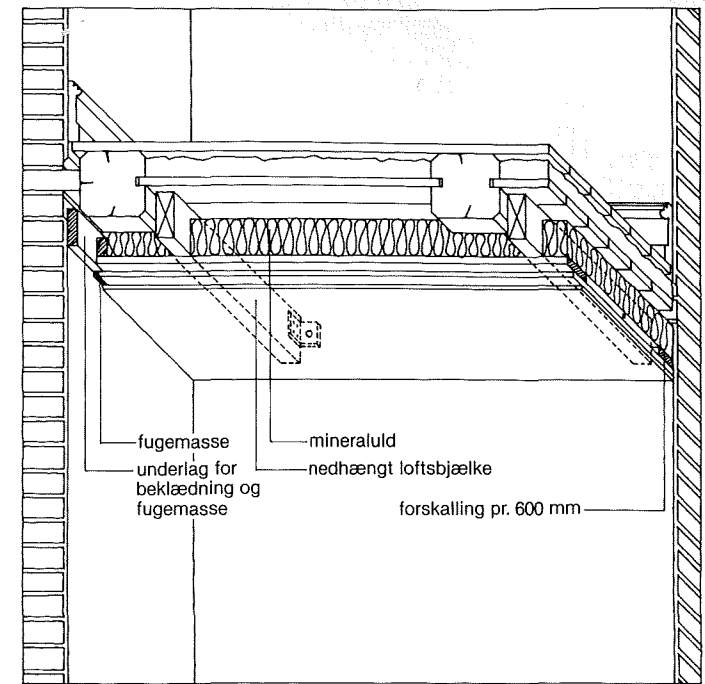 fugemasse
underlag for
beklædning og
fugemasse
mineraluld
nedhængt loftsbjælke
forskalling pr. 600 mm